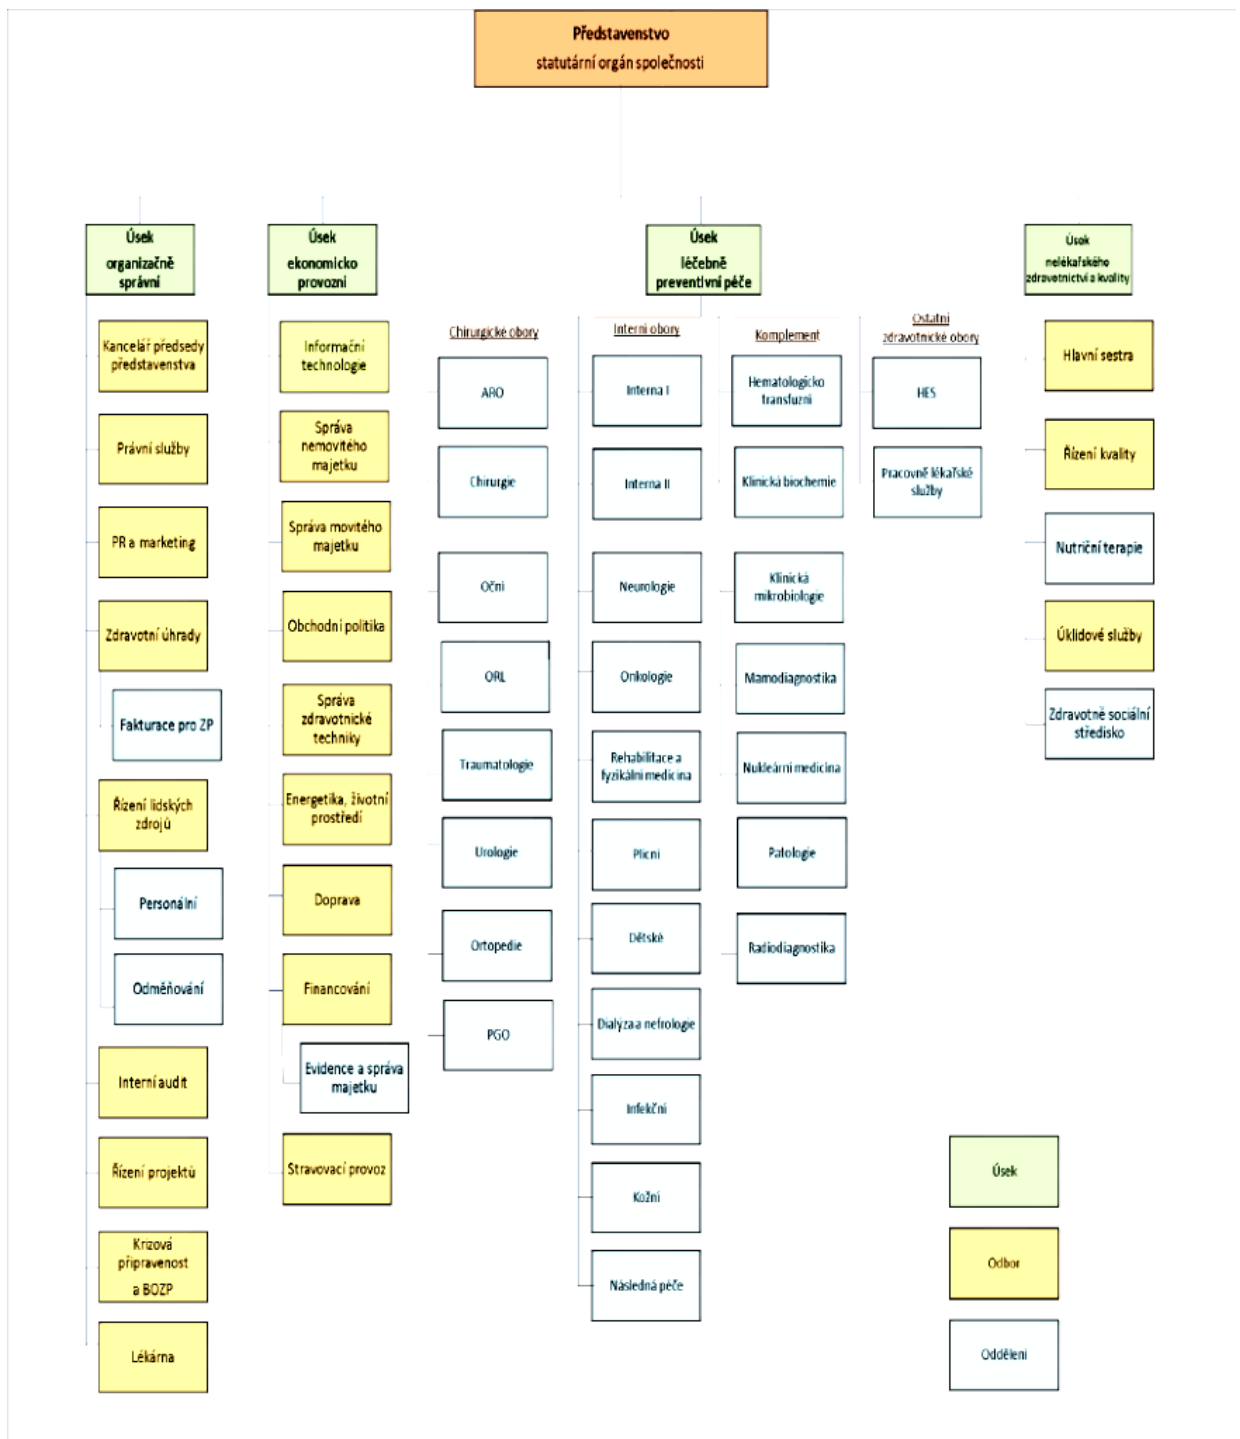 Představenstvo
statutární orgán společnosti
Úsek
organizačně
správní
Kancelář předsedy
představenstva
Právní služby
PR a marketing
Zdravotní úhrady
Fakturace pro ZP
Řízení lidských
zdrojů
Personální
Odměňování
Interní audit
Řízení projektů
Krizová
připravenost
a BOZP
Lékárna
Úsek
ekonomicko
provozní
Informační
technologie
Správa
nemovitého
majetku
Správa movitého
majetku
Obchodní politika
Správa
zdravotnické
techniky
Energetika, životní
prostředí
Doprava
Financování
Evidence a správa
majetku
Stravovací provoz
Úsek
léčebně
preventivní péče
Chirurgické obory
ARO
Chirurgie
Oční
ORL
Traumatologie
Urologie
Ortopedie
PGO
Interní obory
Interna I
Interna II
Neurologie
Onkologie
Rehabilitace a
fyzikální medicína
Plicní
Dětské
Dialýza a nefrologie
Infekční
Kožní
Následná péče
Komplement
Hematologicko
transfuzní
Klinická biochemie
Klinická
mikrobiologie
Mamodiagnostika
Nukleární medicína
Patologie
Radiodiagnostika
Ostatní
zdravotnické obory
HES
Pracovně lékařské
služby
Úsek
nelékařského
zdravotnictví a kvality
Hlavní sestra
Řízení kvality
Nutriční terapie
Úklidové služby
Zdravotně sociální
středisko
Úsek
Odbor
Oddělení